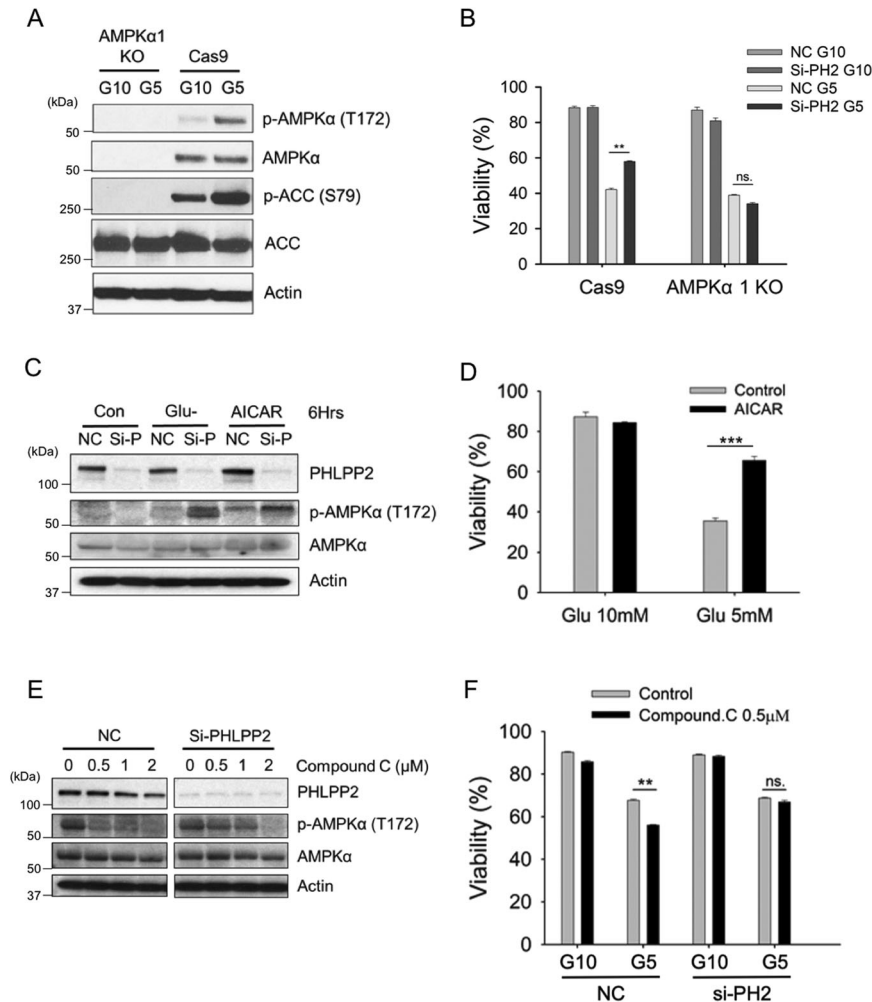 A
AMPKα1
KO
Cas9
G10 G5 G10 G5
(kDa)
50
p-AMPKα (T172)
50
AMPKα
250
p-ACC (S79)
250
ACC
37
Actin
B
NC G10
Si-PH2 G10
NC G5
Si-PH2 G5
Viability (%)
100
80
60
40
20
0
**
ns.
Cas9
AMPKα 1 KO
C
Con Glu- AICAR 6Hrs
NC Si-P NC Si-P NC Si-P
(kDa)
100
PHLPP2
50
p-AMPKα (T172)
50
AMPKα
37
Actin
D
Control
AICAR
Viability (%)
100
80
60
40
20
0
***
Glu 10mM
Glu 5mM
E
NC
Si-PHLPP2
0 0.5 1 2 0 0.5 1 2 Compound C (μM)
(kDa)
100
PHLPP2
50
p-AMPKα (T172)
50
AMPKα
37
Actin
F
Control
Compound.C 0.5μM
Viability (%)
100
80
60
40
20
0
**
ns.
G10 G5 G10 G5
NC
si-PH2